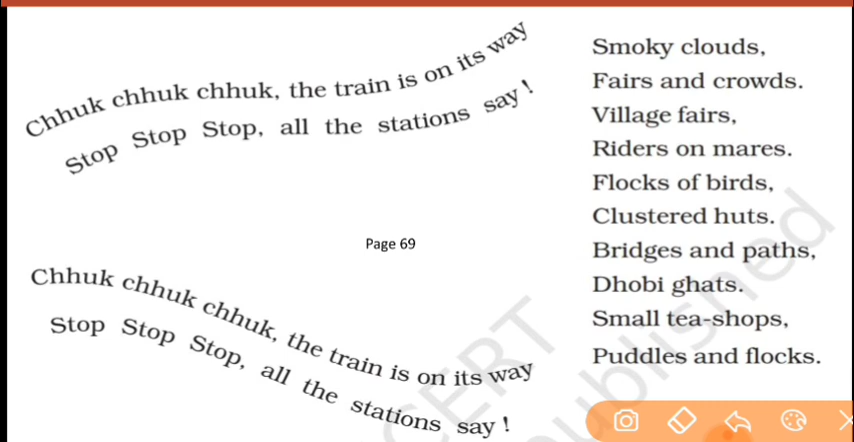 Chhuk chhuk chhuk, the train is on its way
Stop Stop Stop, all the stations say !
Page 69
Chhuk chhuk chhuk, the train is on its way
Stop Stop Stop, all the stations say !
Smoky clouds,
Fairs and crowds.
Village fairs,
Riders on mares.
Flocks of birds,
Clustered huts.
Bridges and paths,
Dhobi ghats.
Small tea-shops,
Puddles and flocks.